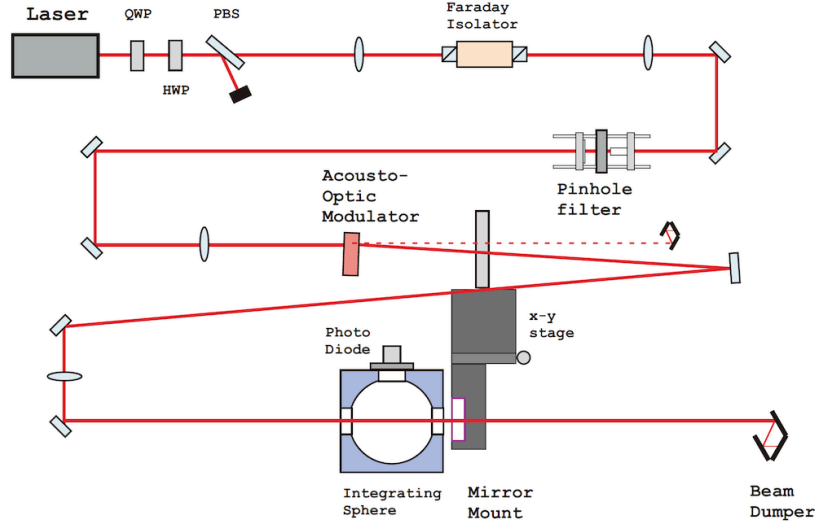 Laser
QWP
PBS
Faraday
Isolator
HWP
Acousto-
Optic
Modulator
Pinhole
filter
Photo
Diode
x-y
stage
Integrating
Sphere
Mirror
Mount
Beam
Dumper